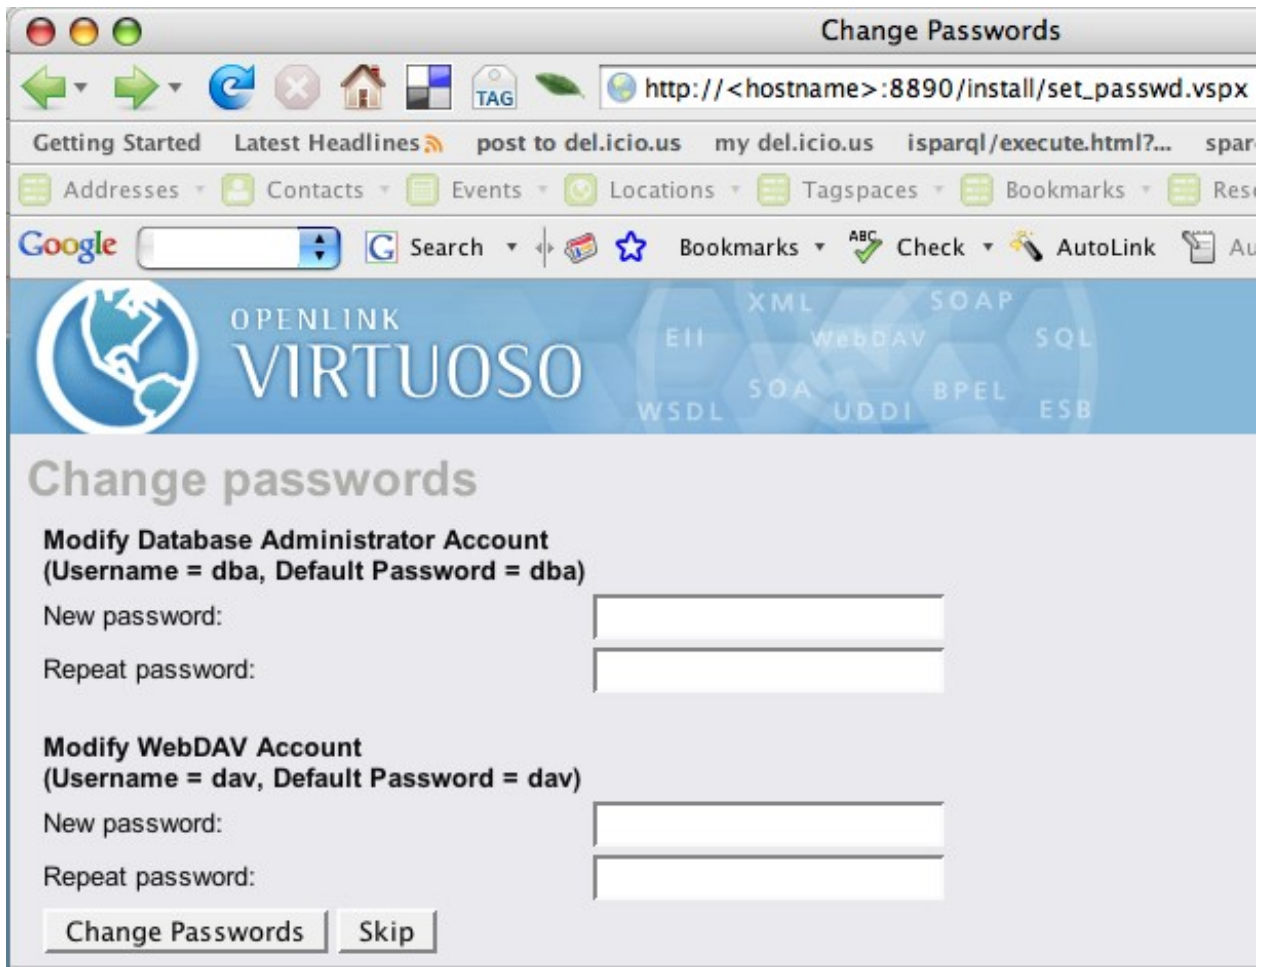 Change Passwords
TAG
http://<hostname>:8890/install/set_passwd.vspx
Getting Started Latest Headlines post to del.icio.us my del.icio.us isparql/execute.html?... spar
Addresses Contacts Events Locations Tagspaces Bookmarks Res
Google G Search Bookmarks ABC Check AutoLink Au
OPENLINK
VIRTUOSO
XML SOAP
EII WebDAV SQL
SOA BPEL
WSDL UDDI ESB
Change passwords
Modify Database Administrator Account
(Username = dba, Default Password = dba)
New password:
Repeat password:
Modify WebDAV Account
(Username = dav, Default Password = dav)
New password:
Repeat password:
Change Passwords Skip